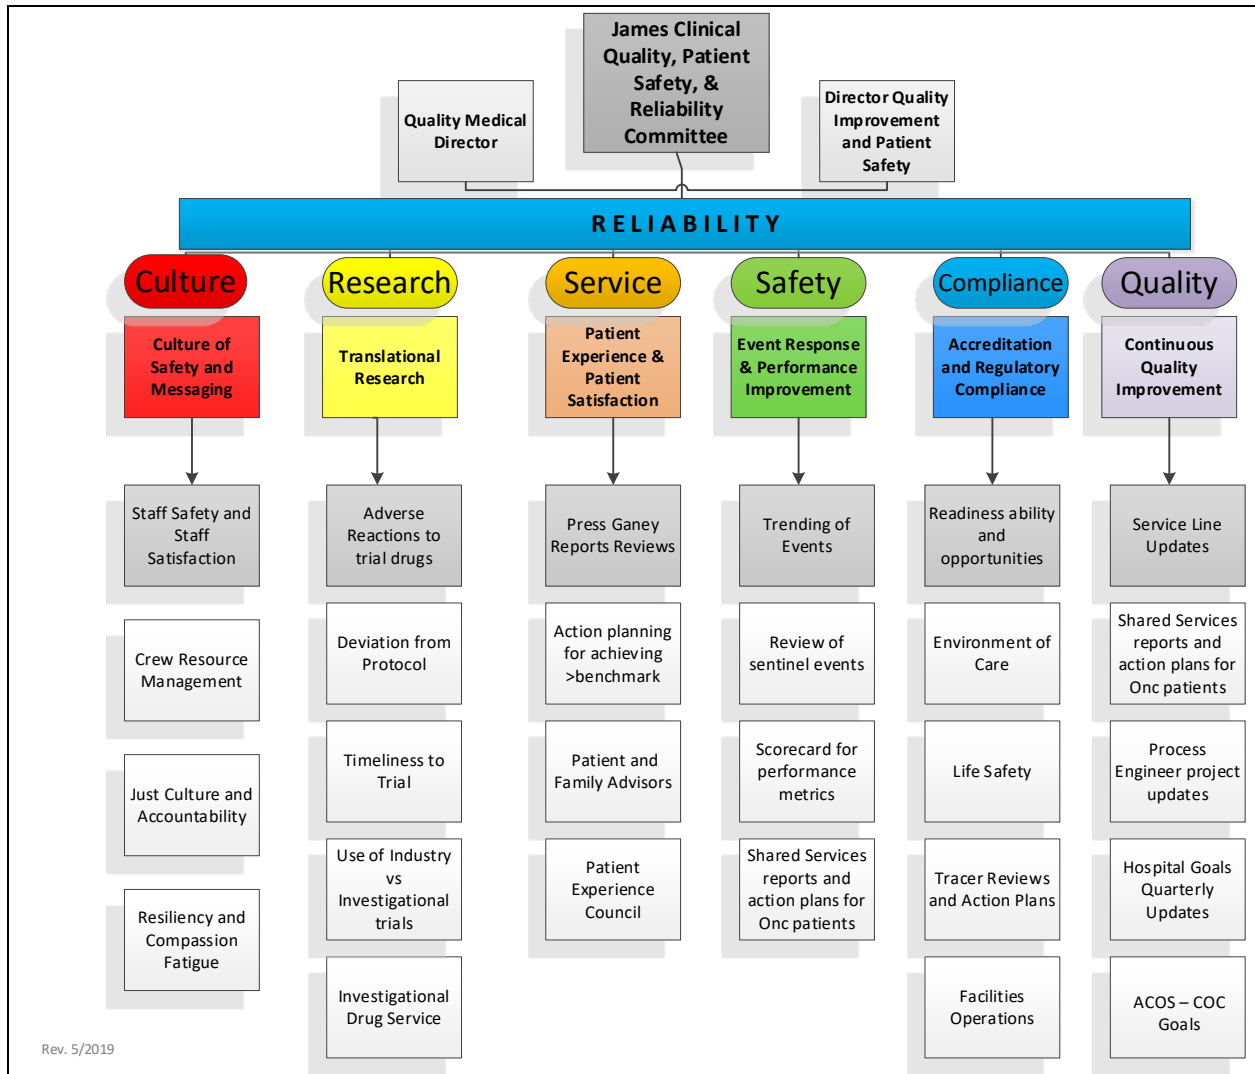 James Clinical
Quality, Patient
Safety, &
Reliability
Committee
Quality Medical
Director
Director Quality
Improvement
and Patient
Safety
RELIABILITY
Culture
Research
Service
Safety
Compliance
Quality
Culture of
Safety and
Messaging
Translational
Research
Patient
Experience &
Patient
Satisfaction
Event Response
& Performance
Improvement
Accreditation
and Regulatory
Compliance
Continuous
Quality
Improvement
Staff Safety and
Staff
Satisfaction
Adverse
Reactions to
trial drugs
Press Ganey
Reports Reviews
Trending of
Events
Readiness ability
and
opportunities
Service Line
Updates
Crew Resource
Management
Deviation from
Protocol
Action planning
for achieving
>benchmark
Review of
sentinel events
Environment of
Care
Shared Services
reports and
action plans for
Onc patients
Just Culture and
Accountability
Timeliness to
Trial
Patient and
Family Advisors
Scorecard for
performance
metrics
Life Safety
Process
Engineer project
updates
Resiliency and
Compassion
Fatigue
Use of Industry
vs
Investigational
trials
Patient
Experience
Council
Shared Services
reports and
action plans for
Onc patients
Tracer Reviews
and Action Plans
Hospital Goals
Quarterly
Updates
Investigational
Drug Service
Facilities
Operations
ACOS – COC
Goals
Rev. 5/2019